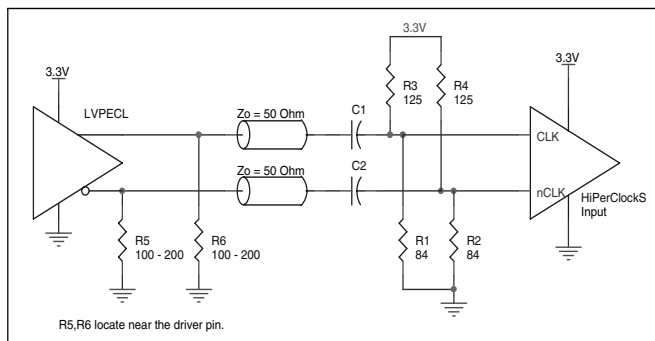 3.3V
3.3V
R3
125
R4
125
3.3V
LVPECL
Zo = 50 Ohm
C1
CLK
Zo = 50 Ohm
C2
nCLK
HiPerClockS
Input
R5
100 - 200
R6
100 - 200
R1
84
R2
84
R5,R6 locate near the driver pin.